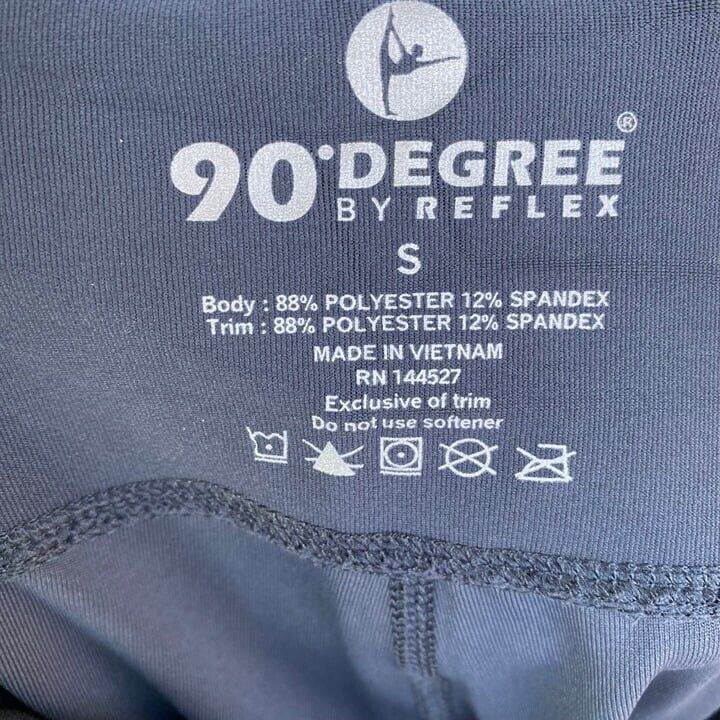 90°DEGREE®
BY REFLEX
S
Body : 88% POLYESTER 12% SPANDEX
Trim : 88% POLYESTER 12% SPANDEX
MADE IN VIETNAM
RN 144527
Exclusive of trim
Do not use softener